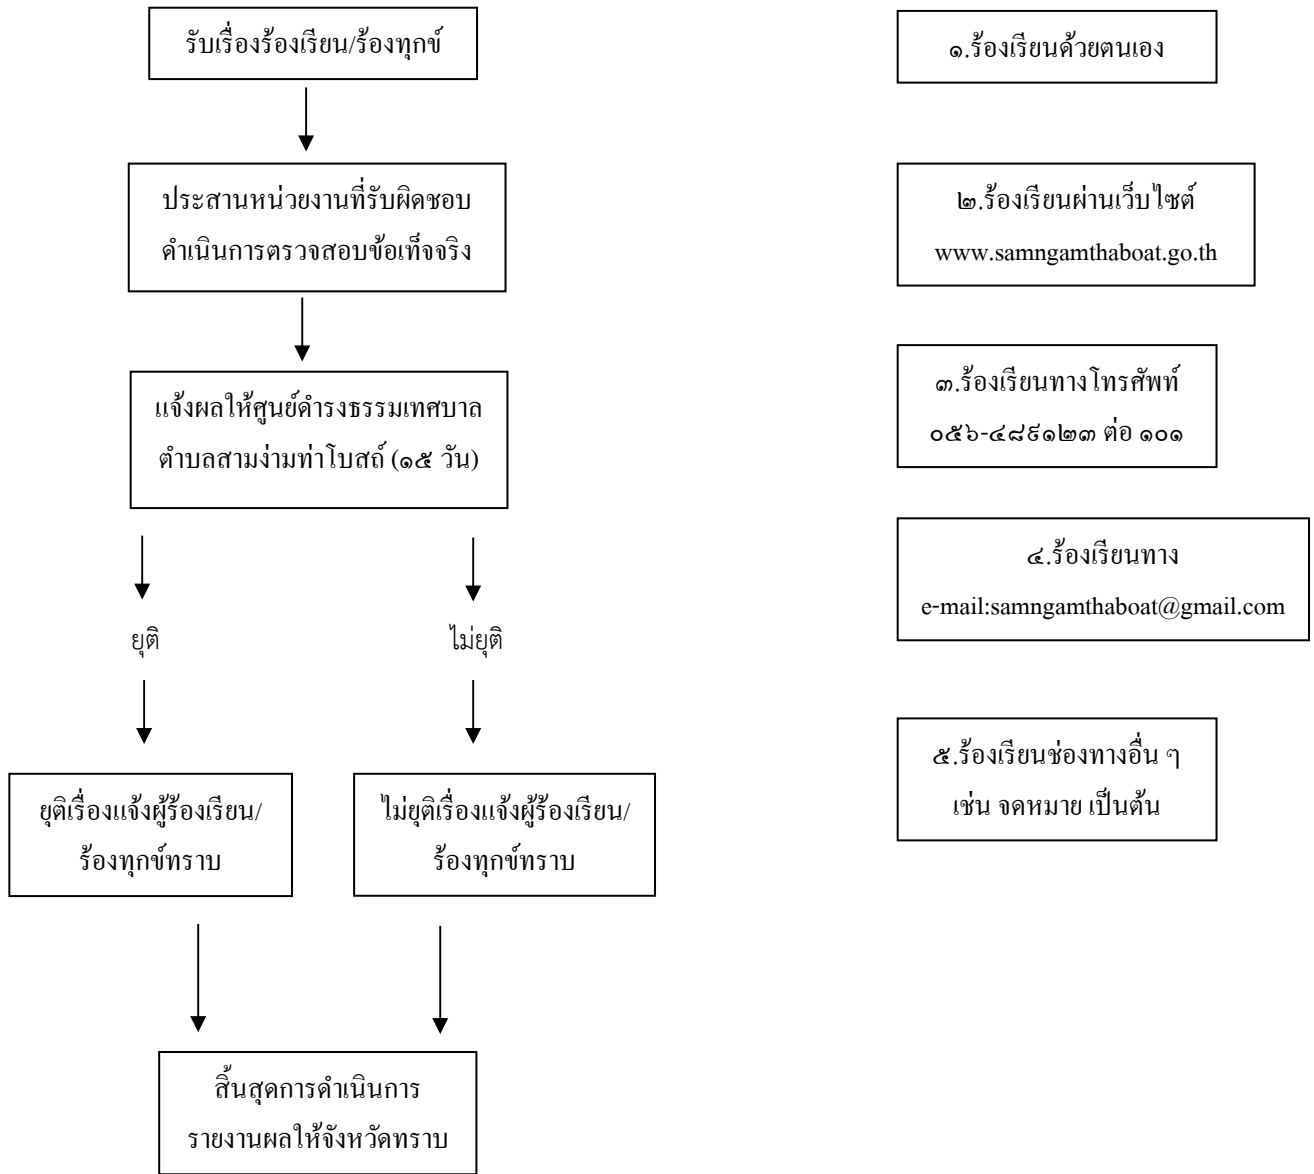 รับเรื่องร้องเรียน/ร้องทุกข์
ประสานหน่วยงานที่รับผิดชอบ
ดำเนินการตรวจสอบข้อเท็จจริง
แจ้งผลให้ศูนย์ดำรงธรรมเทศบาล
ตำบลสามง่ามท่าโบสถ์ (๑๕ วัน)
ยุติ
ไม่ยุติ
ยุติเรื่องแจ้งผู้ร้องเรียน/
ร้องทุกข์ทราบ
ไม่ยุติเรื่องแจ้งผู้ร้องเรียน/
ร้องทุกข์ทราบ
สิ้นสุดการดำเนินการ
รายงานผลให้จังหวัดทราบ
๑.ร้องเรียนด้วยตนเอง
๒.ร้องเรียนผ่านเว็บไซต์
www.samngamthaboat.go.th
๓.ร้องเรียนทางโทรศัพท์
๐๕๖-๔๘๙๑๒๓ ต่อ ๑๐๑
๔.ร้องเรียนทาง
e-mail:samngamthaboat@gmail.com
๕.ร้องเรียนช่องทางอื่น ๆ
เช่น จดหมาย เป็นต้น